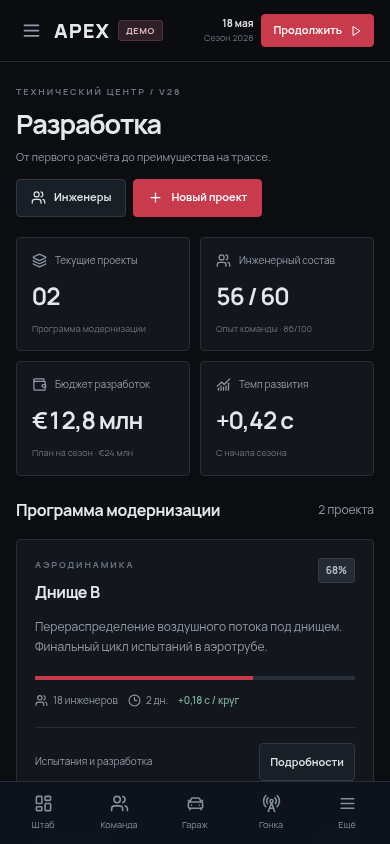 APEX
ДЕМО
18 мая
Сезон 2028
Продолжить
ТЕХНИЧЕСКИЙ ЦЕНТР / V28
Разработка
От первого расчёта до преимущества на трассе.
Инженеры
Новый проект
Текущие проекты
02
Программа модернизации
Инженерный состав
56 / 60
Опыт команды · 86/100
Бюджет разработок
€12,8 млн
План на сезон · €24 млн
Темп развития
+0,42 с
С начала сезона
Программа модернизации
2 проекта
АЭРОДИНАМИКА
68%
Днище B
Перераспределение воздушного потока под днищем.
Финальный цикл испытаний в аэротрубе.
18 инженеров
2 дн.
+0,18 с / круг
Испытания и разработка
Подробности
Штаб
Команда
Гараж
Гонка
Ещё